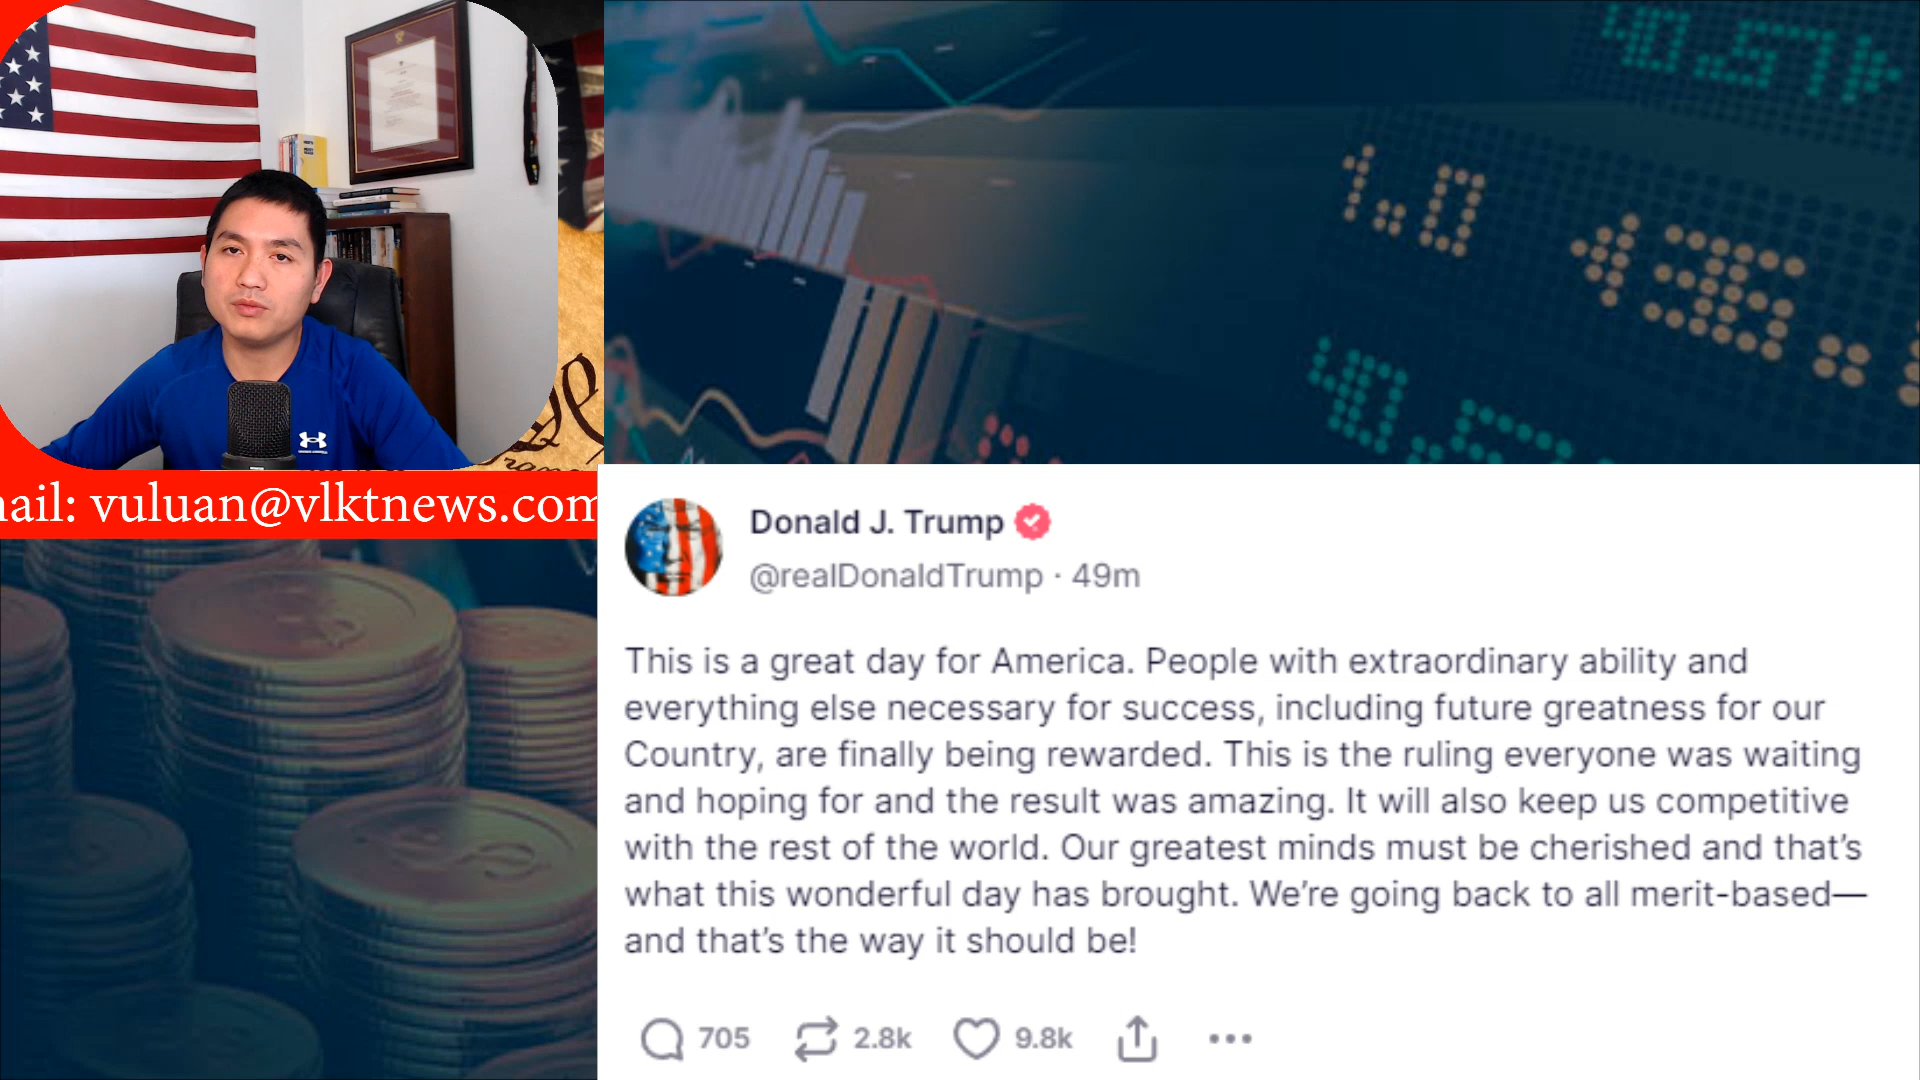 ail: vuluan@vlktnews.com
Donald J. Trump
@realDonaldTrump · 49m
This is a great day for America. People with extraordinary ability and
everything else necessary for success, including future greatness for our
Country, are finally being rewarded. This is the ruling everyone was waiting
and hoping for and the result was amazing. It will also keep us competitive
with the rest of the world. Our greatest minds must be cherished and that's
what this wonderful day has brought. We're going back to all merit-based—
and that's the way it should be!
705 2.8k 9.8k
40.57
1.0